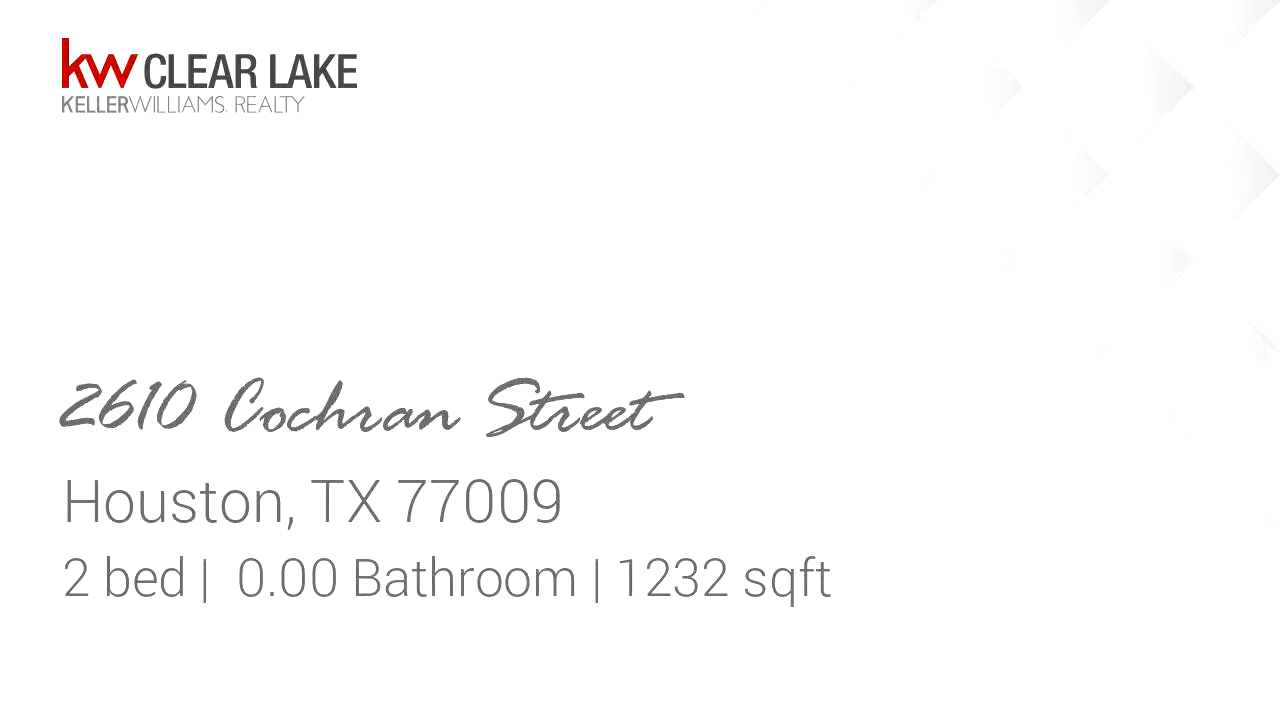 kw CLEAR LAKE
KELLERWILLIAMS. REALTY
2610 Cochran Street
Houston, TX 77009
2 bed | 0.00 Bathroom | 1232 sqft